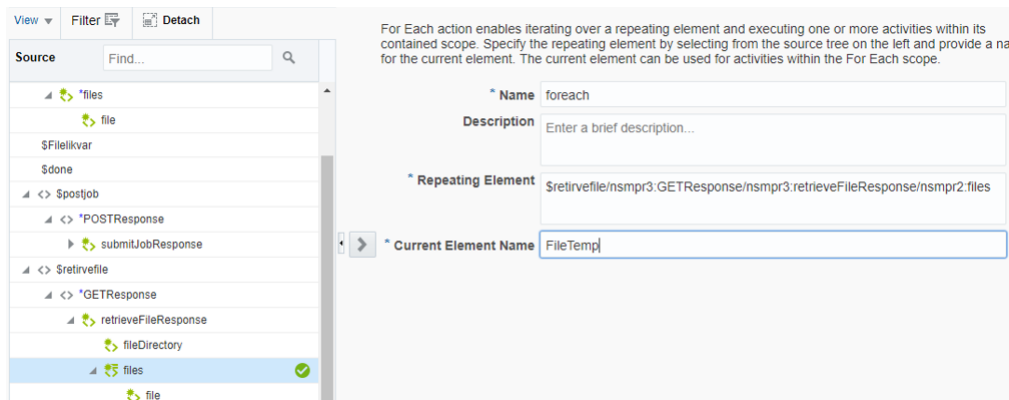 View Filter Detach
Source Find...
*files
file
$Filelikvar
$done
<> $postjob
<> *POSTResponse
submitJobResponse
<> $retirvefile
<> *GETResponse
retrieveFileResponse
fileDirectory
files
file
For Each action enables iterating over a repeating element and executing one or more activities within its
contained scope. Specify the repeating element by selecting from the source tree on the left and provide a na
for the current element. The current element can be used for activities within the For Each scope.
* Name foreach
Description Enter a brief description...
* Repeating Element $retirvefile/nsmpr3:GETResponse/nsmpr3:retrieveFileResponse/nsmpr2:files
* Current Element Name FileTemp